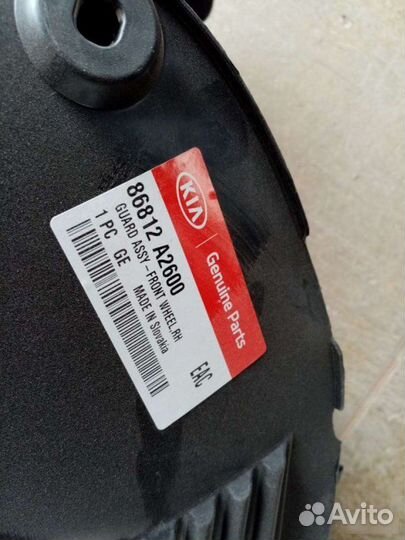 86812 A2600
GUARD ASSY-FRONT WHEEL,RH
1 PC GE MADE IN Slovakia
EAC
KIA
Genuine Parts
Avito